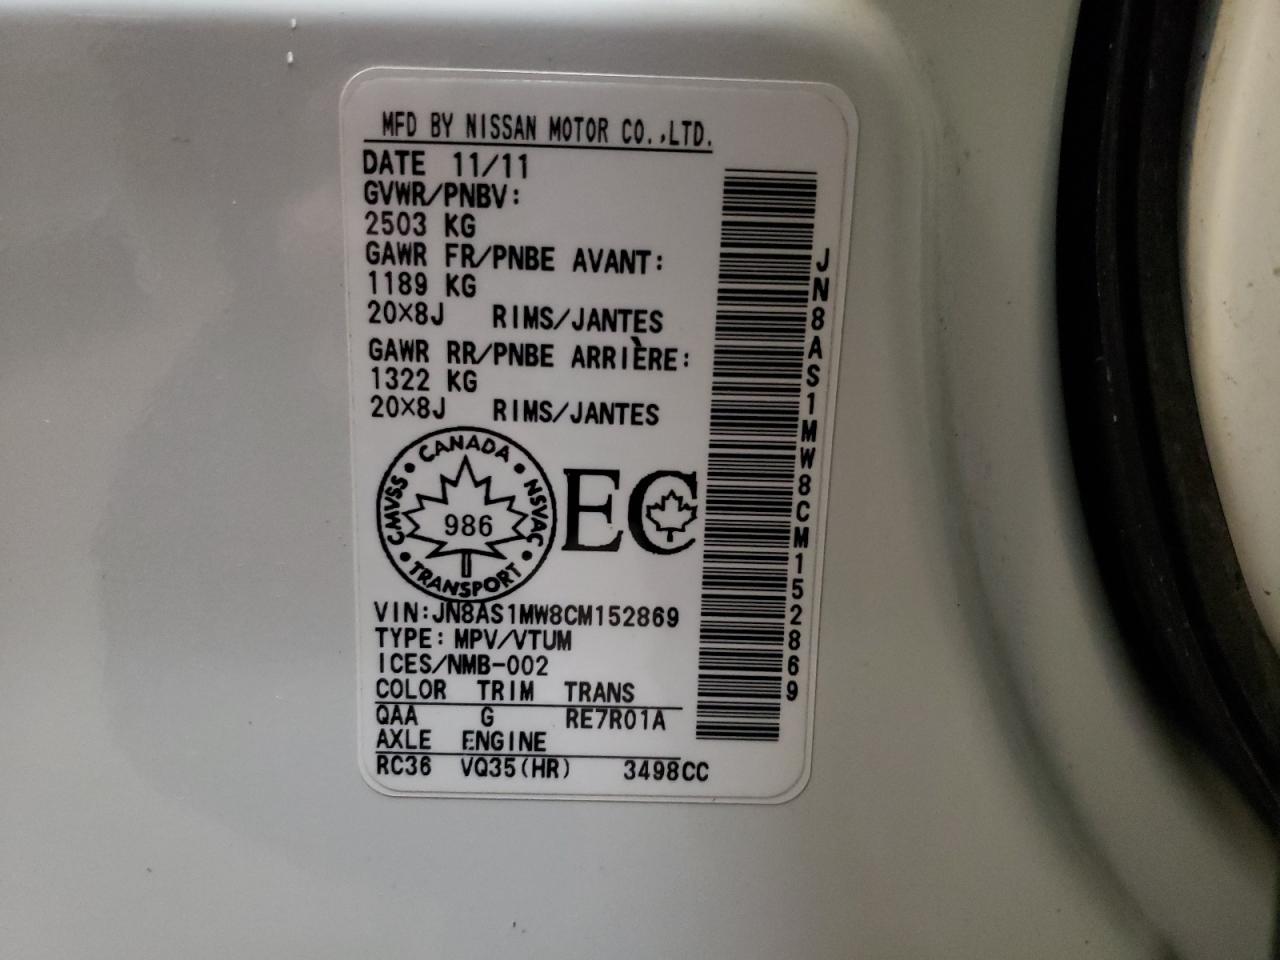 MFD BY NISSAN MOTOR CO.,LTD.
DATE 11/11
GVWR/PNBV:
2503 KG
GAWR FR/PNBE AVANT:
1189 KG
20×8J RIMS/JANTES
GAWR RR/PNBE ARRIÈRE:
1322 KG
20×8J RIMS/JANTES
CANADA
CMVSS
NSVAC
986
TRANSPORT
EC
VIN:JN8AS1MW8CM152869
TYPE: MPV/VTUM
ICES/NMB-002
COLOR TRIM TRANS
QAA G RE7R01A
AXLE ENGINE
RC36 VQ35(HR) 3498CC
JN8AS1MW8CM152869